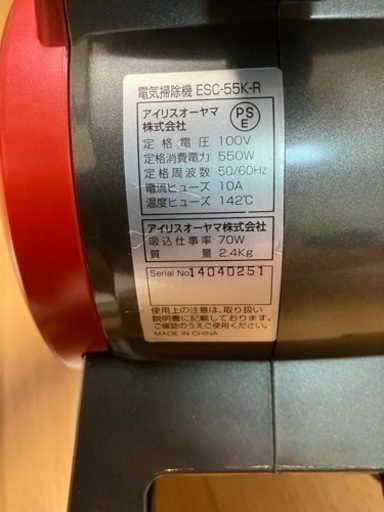 電気掃除機 ESC-55K-R
アイリスオーヤマ
株式会社
PS
E
定格電圧 100V
定格消費電力 550W
定格周波数 50/60Hz
電流ヒューズ 10A
温度ヒューズ 142℃
アイリスオーヤマ株式会社
吸込仕事率 70W
質量 2.4Kg
Serial No 14040251
使用上の注意は、取り扱い
説明書に記載しております。
ご確認のうえご使用ください。
MADE IN CHINA